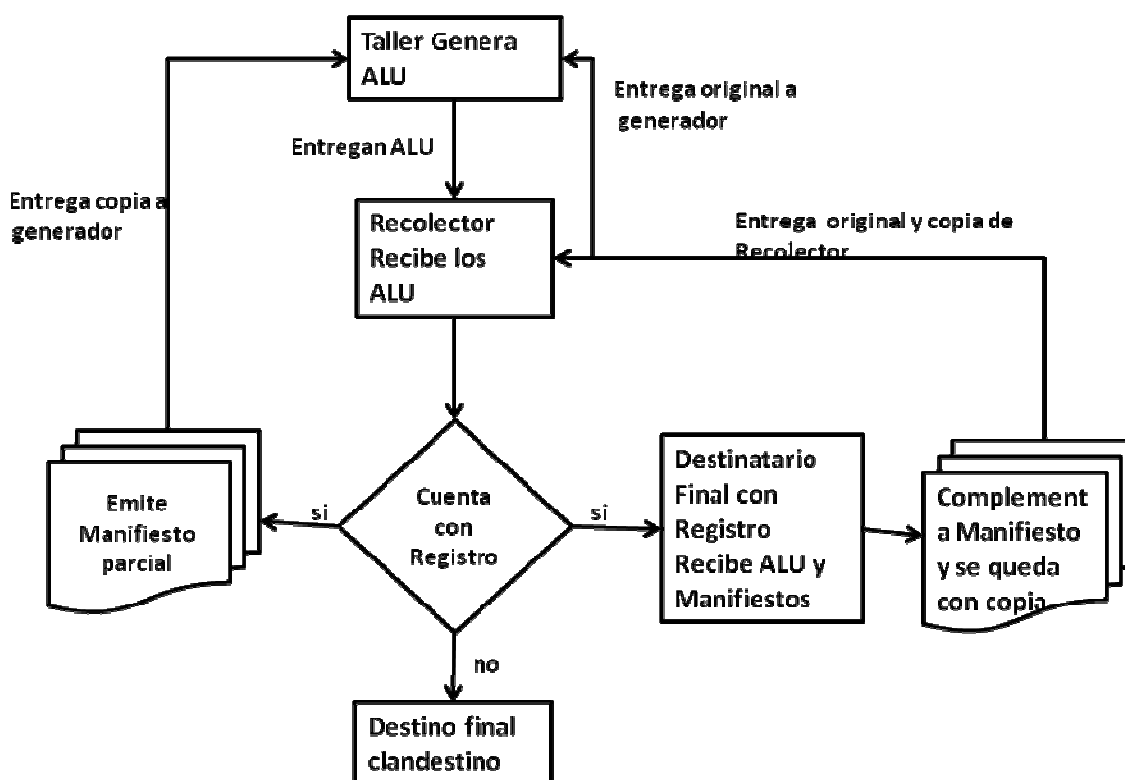 Taller Genera
ALU
Entrega original a
generador
Entregan ALU
Entrega copia a
generador
Recolector
Recibe los
ALU
Entrega original y copia de
Recolector
Emite
Manifiesto
parcial
si
Cuenta
con
Registro
si
Destinatario
Final con
Registro
Recibe ALU y
Manifiestos
Complement
a Manifiesto
y se queda
con copia
no
Destino final
clandestino